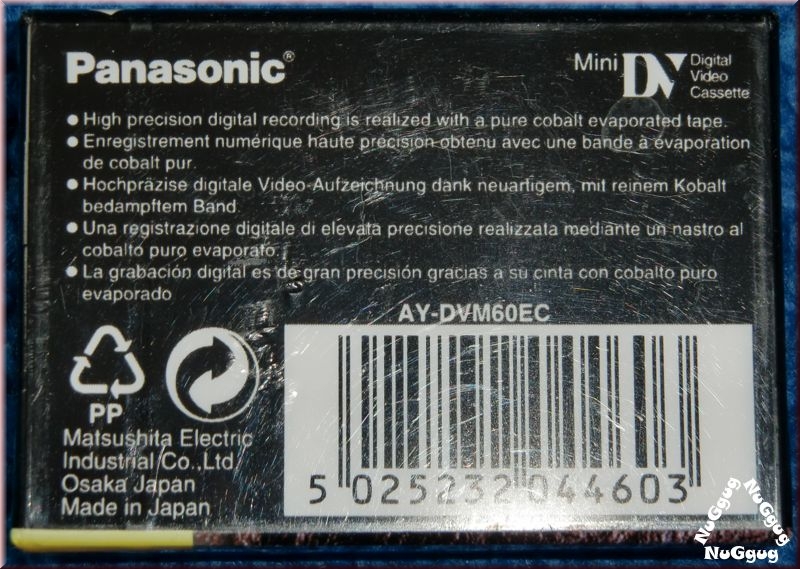 Panasonic®
Mini DV Digital Video Cassette
● High precision digital recording is realized with a pure cobalt evaporated tape.
● Enregistrement numérique haute précision obtenu avec une bande à évaporation
de cobalt pur.
● Hochpräzise digitale Video-Aufzeichnung dank neuartigem, mit reinem Kobalt
bedampftem Band.
● Una registrazione digitale di elevata precisione realizzata mediante un nastro al
cobalto puro evaporato.
● La grabación digital es de gran precisión gracias a su cinta con cobalto puro
evaporado
AY-DVM60EC
PP
Matsushita Electric
Industrial Co.,Ltd.
Osaka Japan
Made in Japan
5 025232 044603
NuGgug
NuGgug
NuGgug